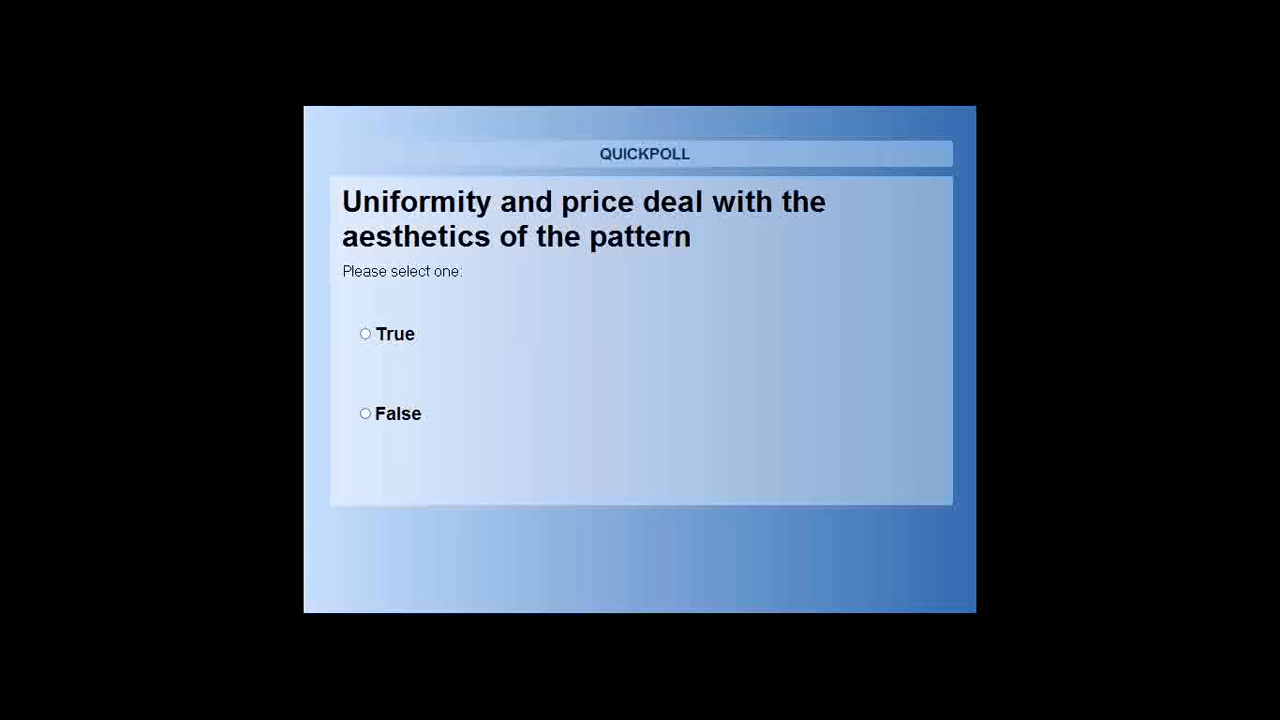 QUICKPOLL
Uniformity and price deal with the
aesthetics of the pattern
Please select one:
True
False